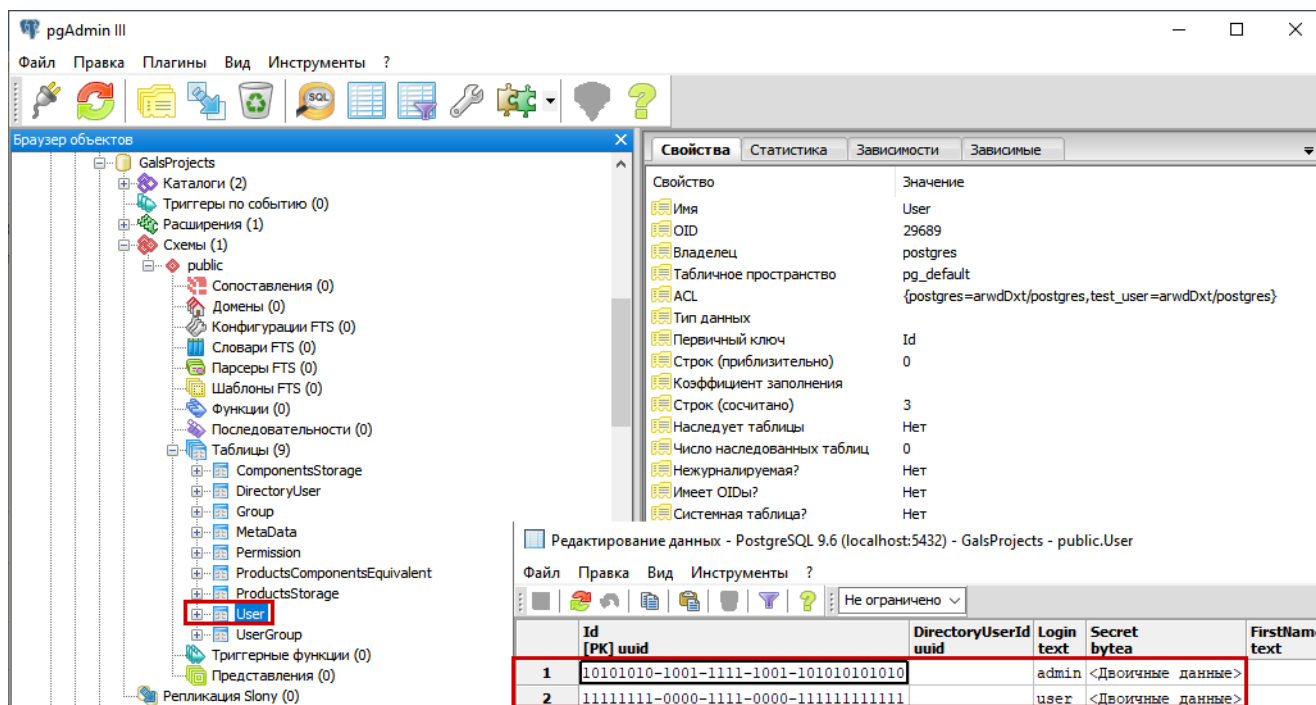 pgAdmin III
Файл Правка Плагины Вид Инструменты ?
SQL
Браузер объектов
GalsProjects
Каталоги (2)
Триггеры по событию (0)
Расширения (1)
Схемы (1)
public
Сопоставления (0)
Домены (0)
Конфигурации FTS (0)
Словари FTS (0)
Парсеры FTS (0)
Шаблоны FTS (0)
Функции (0)
Последовательности (0)
Таблицы (9)
ComponentsStorage
DirectoryUser
Group
MetaData
Permission
ProductsComponentsEquivalent
ProductsStorage
User
UserGroup
Триггерные функции (0)
Представления (0)
Репликация Slony (0)
Свойства Статистика Зависимости Зависимые
Свойство Значение
Имя User
OID 29689
Владелец postgres
Табличное пространство pg_default
ACL {postgres=arwdDxt/postgres,test_user=arwdDxt/postgres}
Тип данных
Первичный ключ Id
Строк (приблизительно) 0
Коэффициент заполнения
Строк (сосчитано) 3
Наследует таблицы Нет
Число наследованных таблиц 0
Нежурналируемая? Нет
Имеет OIDы? Нет
Системная таблица? Нет
Редактирование данных - PostgreSQL 9.6 (localhost:5432) - GalsProjects - public.User
Файл Правка Вид Инструменты ?
Не ограничено
Id DirectoryUserId Login Secret FirstNam
[PK] uuid uuid text bytea text
1 10101010-1001-1111-1001-101010101010 admin <Двоичные данные>
2 11111111-0000-1111-0000-111111111111 user <Двоичные данные>